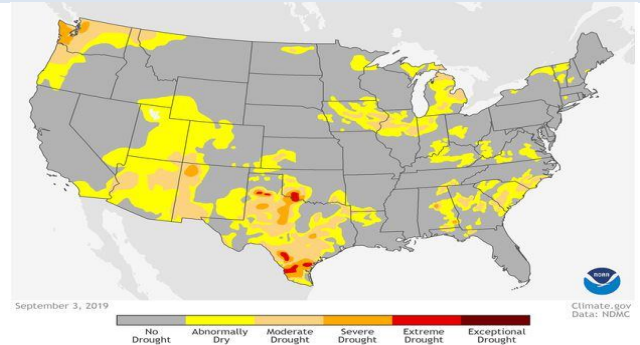 NOAA
September 3, 2019
Climate.gov
Data: NDMC
No Drought
Abnormally Dry
Moderate Drought
Severe Drought
Extreme Drought
Exceptional Drought